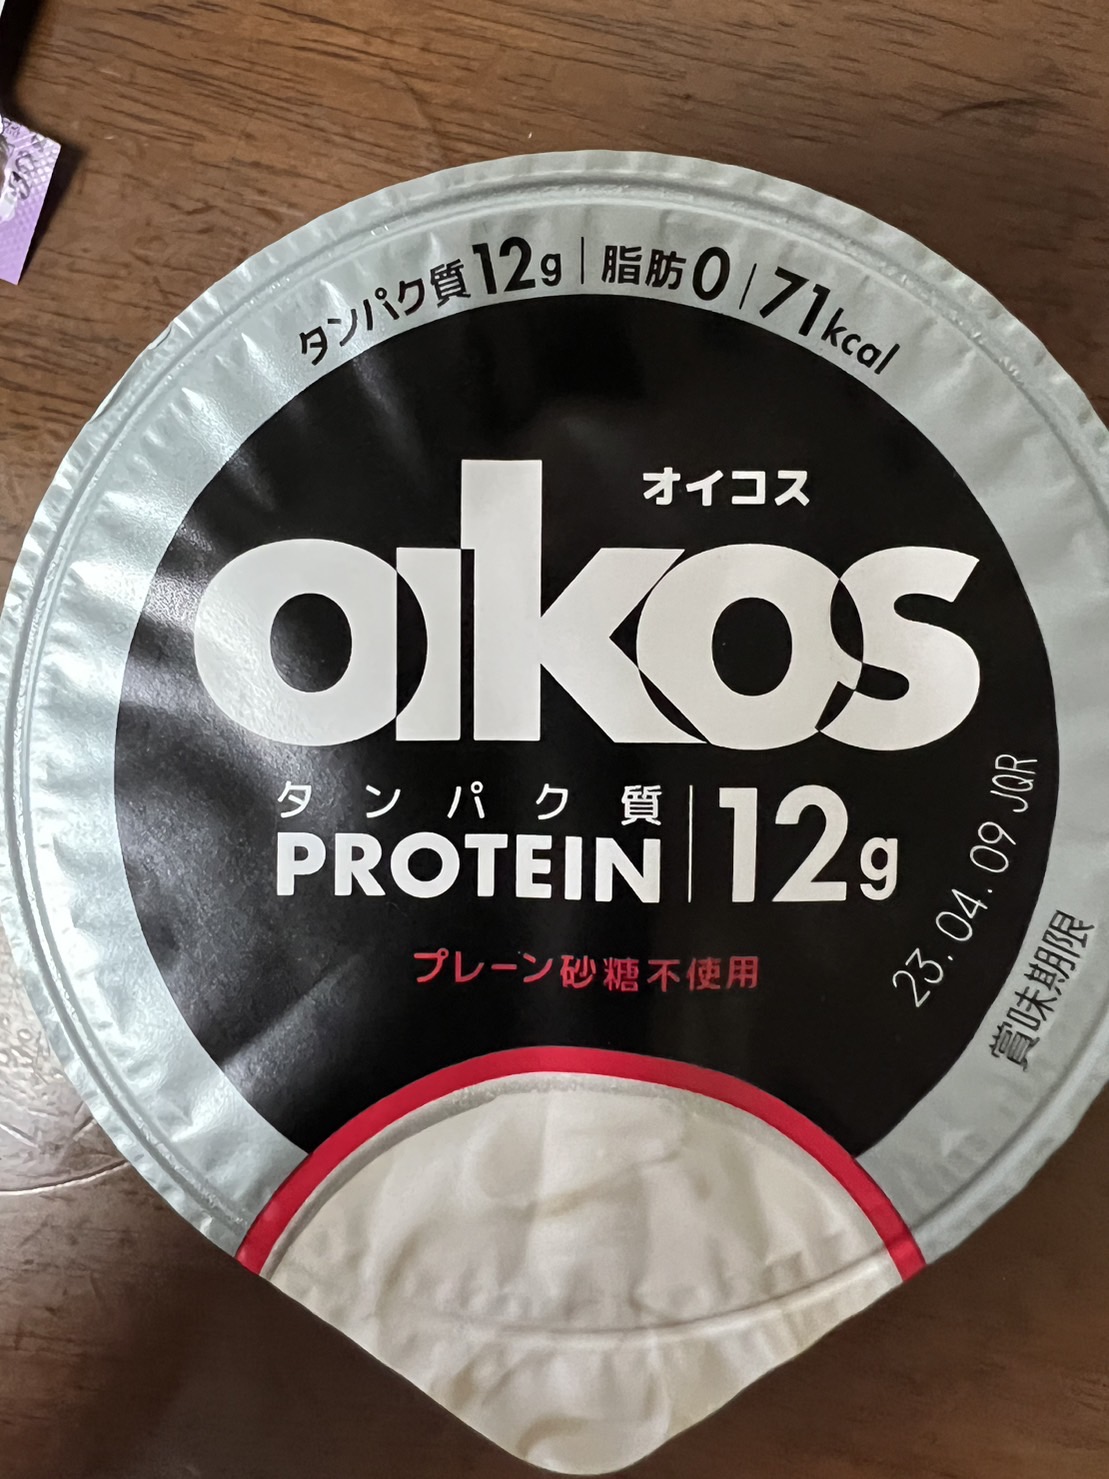 タンパク質12g|脂肪0|71kcal
オイコス
oikos
タンパク質
PROTEIN|12g
プレーン砂糖不使用
23.04.09 JQR
賞味期限